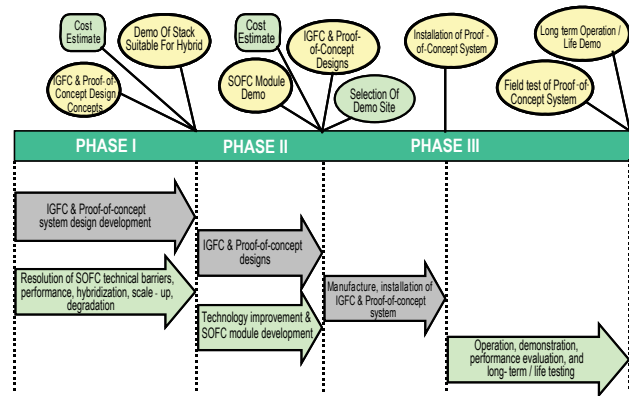 Cost
Estimate
Demo Of Stack
Suitable For Hybrid
IGFC & Proof-of-
Concept Design
Concepts
Cost
Estimate
IGFC & Proof-
of-Concept
Designs
SOFC Module
Demo
Selection Of
Demo Site
Installation of Proof -
of-Concept System
Long term Operation /
Life Demo
Field test of Proof-of-
Concept System
PHASE I
PHASE II
PHASE III
IGFC & Proof-of-concept
system design development
Resolution of SOFC technical barriers,
performance, hybridization, scale - up,
degradation
IGFC & Proof-of-concept
designs
Technology improvement &
SOFC module development
Manufacture, installation of
IGFC & Proof-of-concept
system
Operation, demonstration,
performance evaluation, and
long- term / life testing